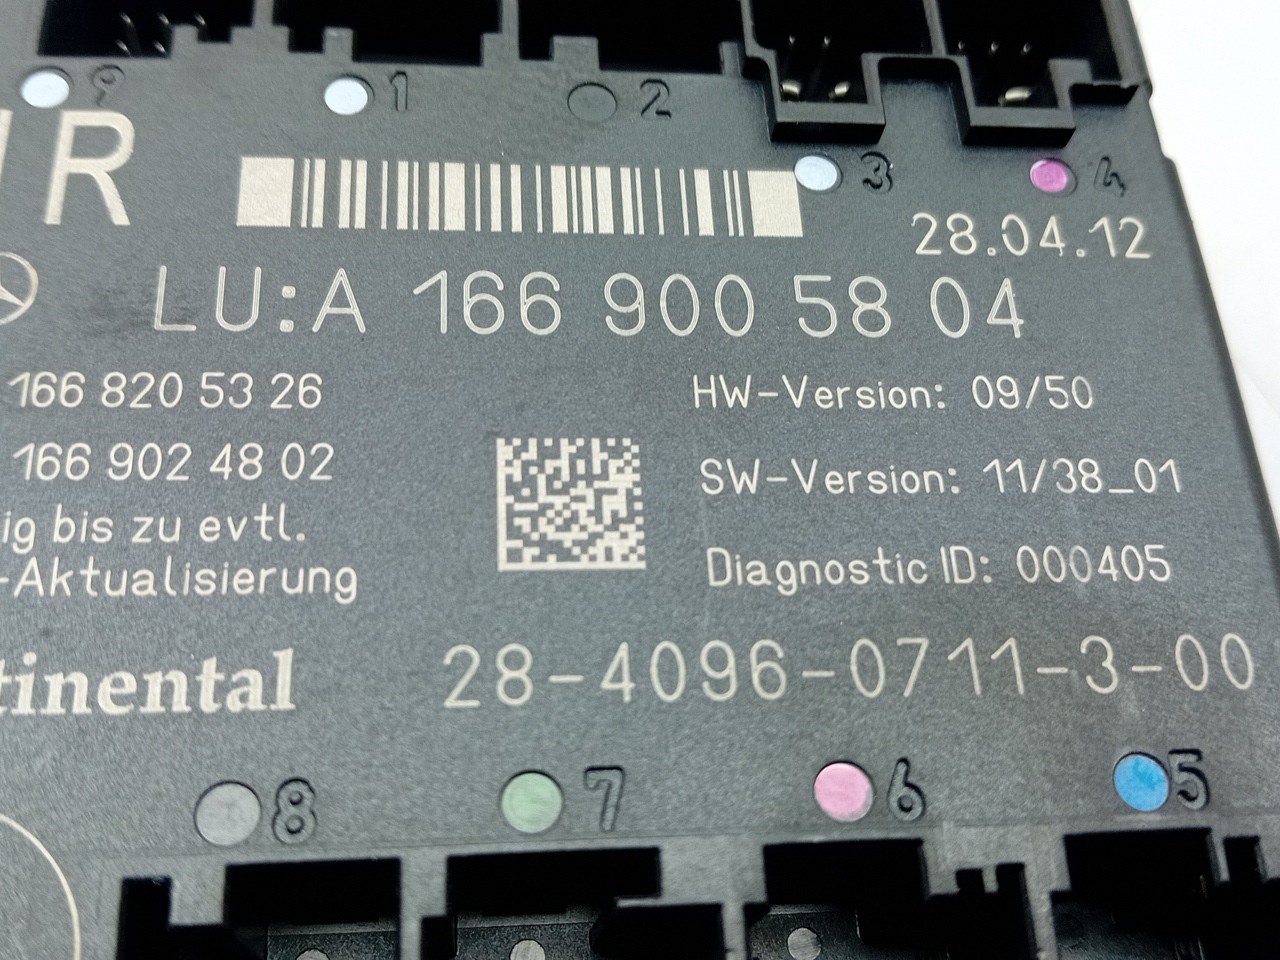 9 1 2
R
3 4
28.04.12
LU:A 166 900 58 04
166 820 53 26
HW-Version: 09/50
166 902 48 02
SW-Version: 11/38_01
ig bis zu evtl.
-Aktualisierung
Diagnostic ID: 000405
tinental
28-4096-0711-3-00
8 7 6 5